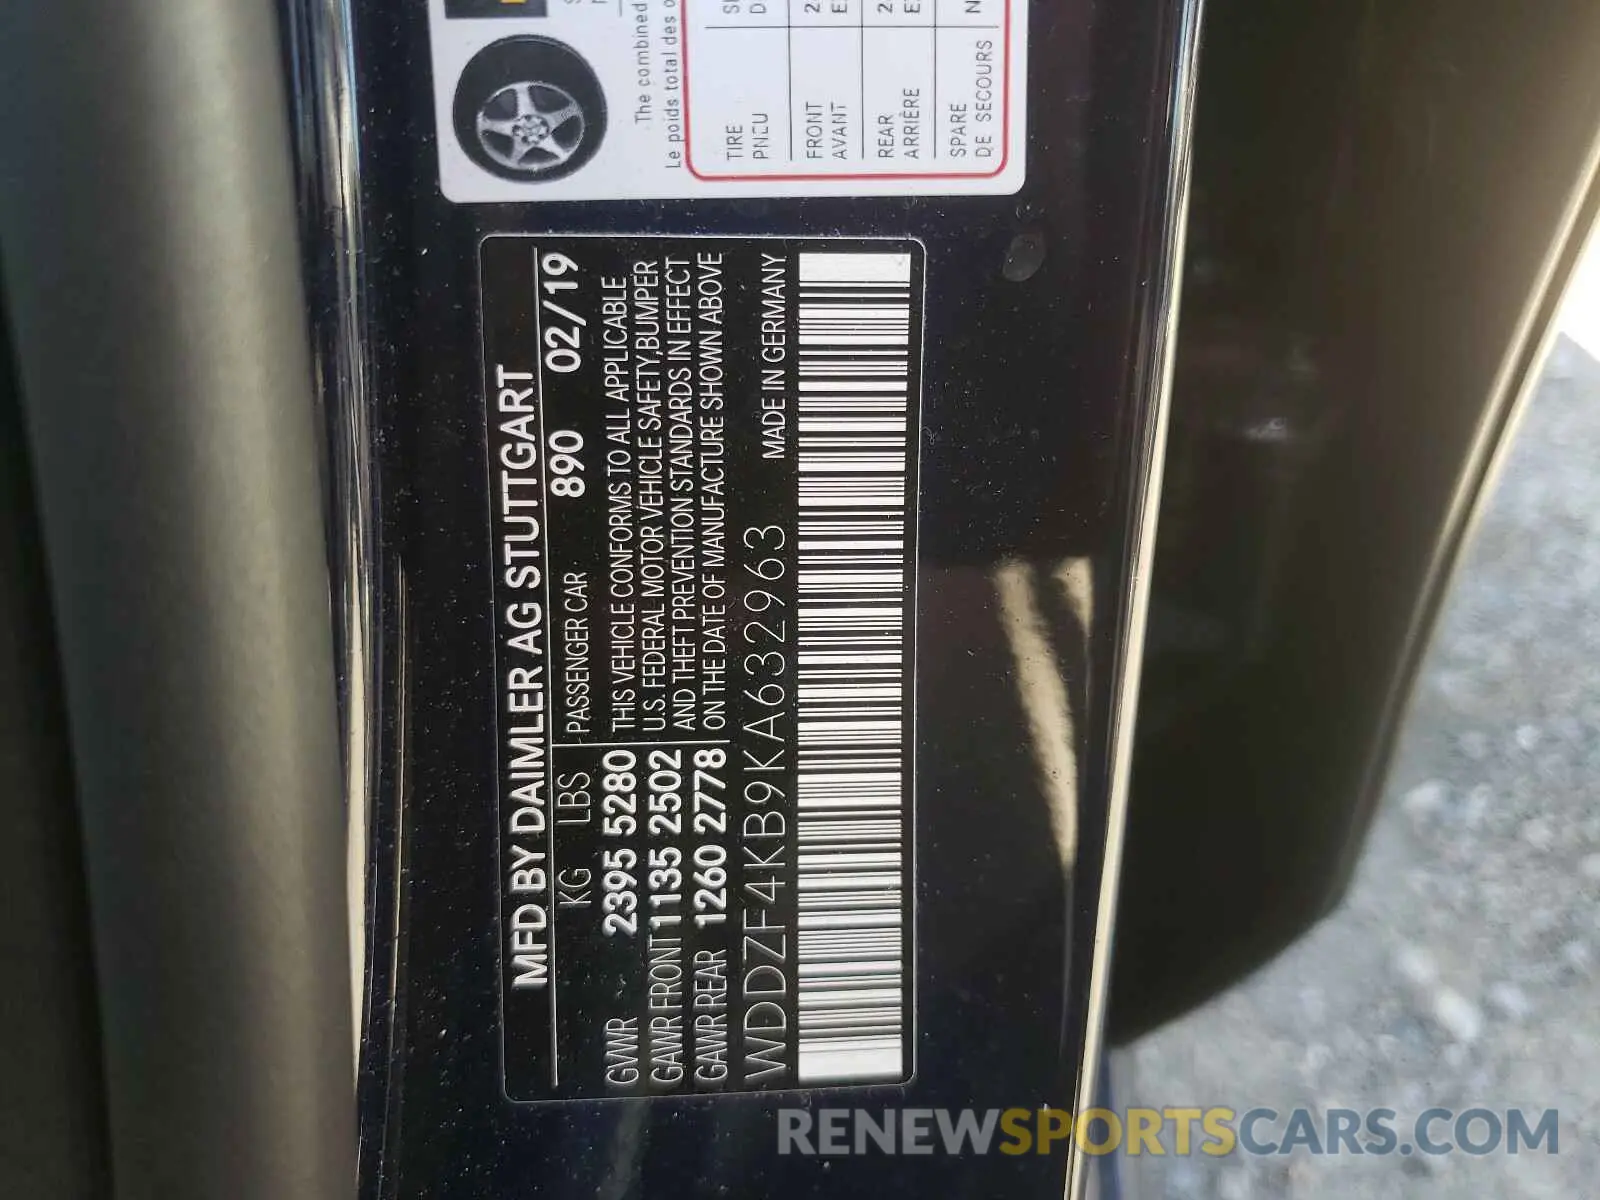 MFD BY DAIMLER AG STUTTGART
KG LBS PASSENGER CAR 890 02/19
GVWR 2395 5280 THIS VEHICLE CONFORMS TO ALL APPLICABLE
GAWR FRONT 1135 2502 U.S. FEDERAL MOTOR VEHICLE SAFETY, BUMPER
GAWR REAR 1260 2778 AND THEFT PREVENTION STANDARDS IN EFFECT
ON THE DATE OF MANUFACTURE SHOWN ABOVE
WDDZF4KB9KA632963 MADE IN GERMANY
The combined
Le poids total des
TIRE
PNEU
FRONT
AVANT
REAR
ARRIÈRE
SPARE
DE SECOURS
RENEWSPORTSCARS.COM